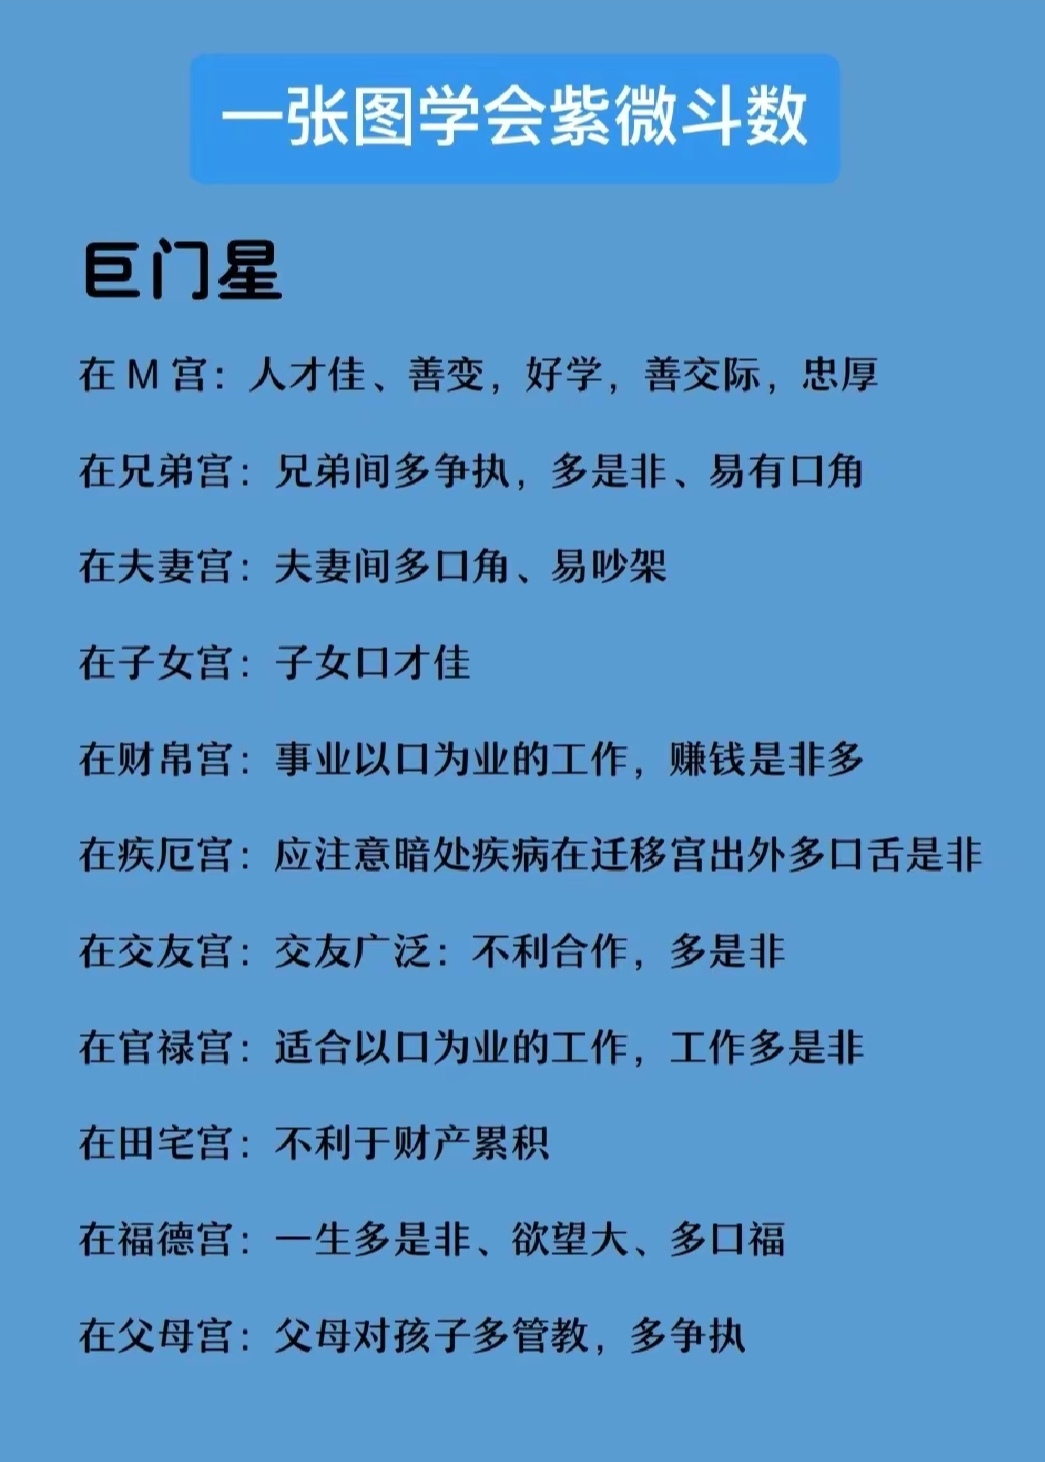 一张图学会紫微斗数
巨门星
在 M 宫：人才佳、善变，好学，善交际，忠厚
在兄弟宫：兄弟间多争执，多是非、易有口角
在夫妻宫：夫妻间多口角、易吵架
在子女宫：子女口才佳
在财帛宫：事业以口为业的工作，赚钱是非多
在疾厄宫：应注意暗处疾病在迁移宫出外多口舌是非
在交友宫：交友广泛：不利合作，多是非
在官禄宫：适合以口为业的工作，工作多是非
在田宅宫：不利于财产累积
在福德宫：一生多是非、欲望大、多口福
在父母宫：父母对孩子多管教，多争执